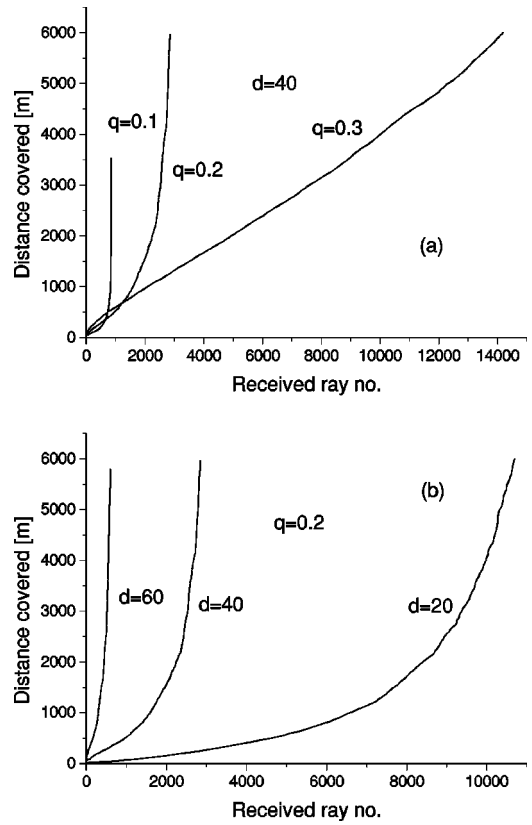 6000
5000
4000
3000
2000
1000
0
Distance covered [m]
q=0.1
q=0.2
d=40
q=0.3
(a)
0 2000 4000 6000 8000 10000 12000 14000
Received ray no.
6000
5000
4000
3000
2000
1000
0
Distance covered [m]
(b)
q=0.2
d=60
d=40
d=20
0 2000 4000 6000 8000 10000
Received ray no.